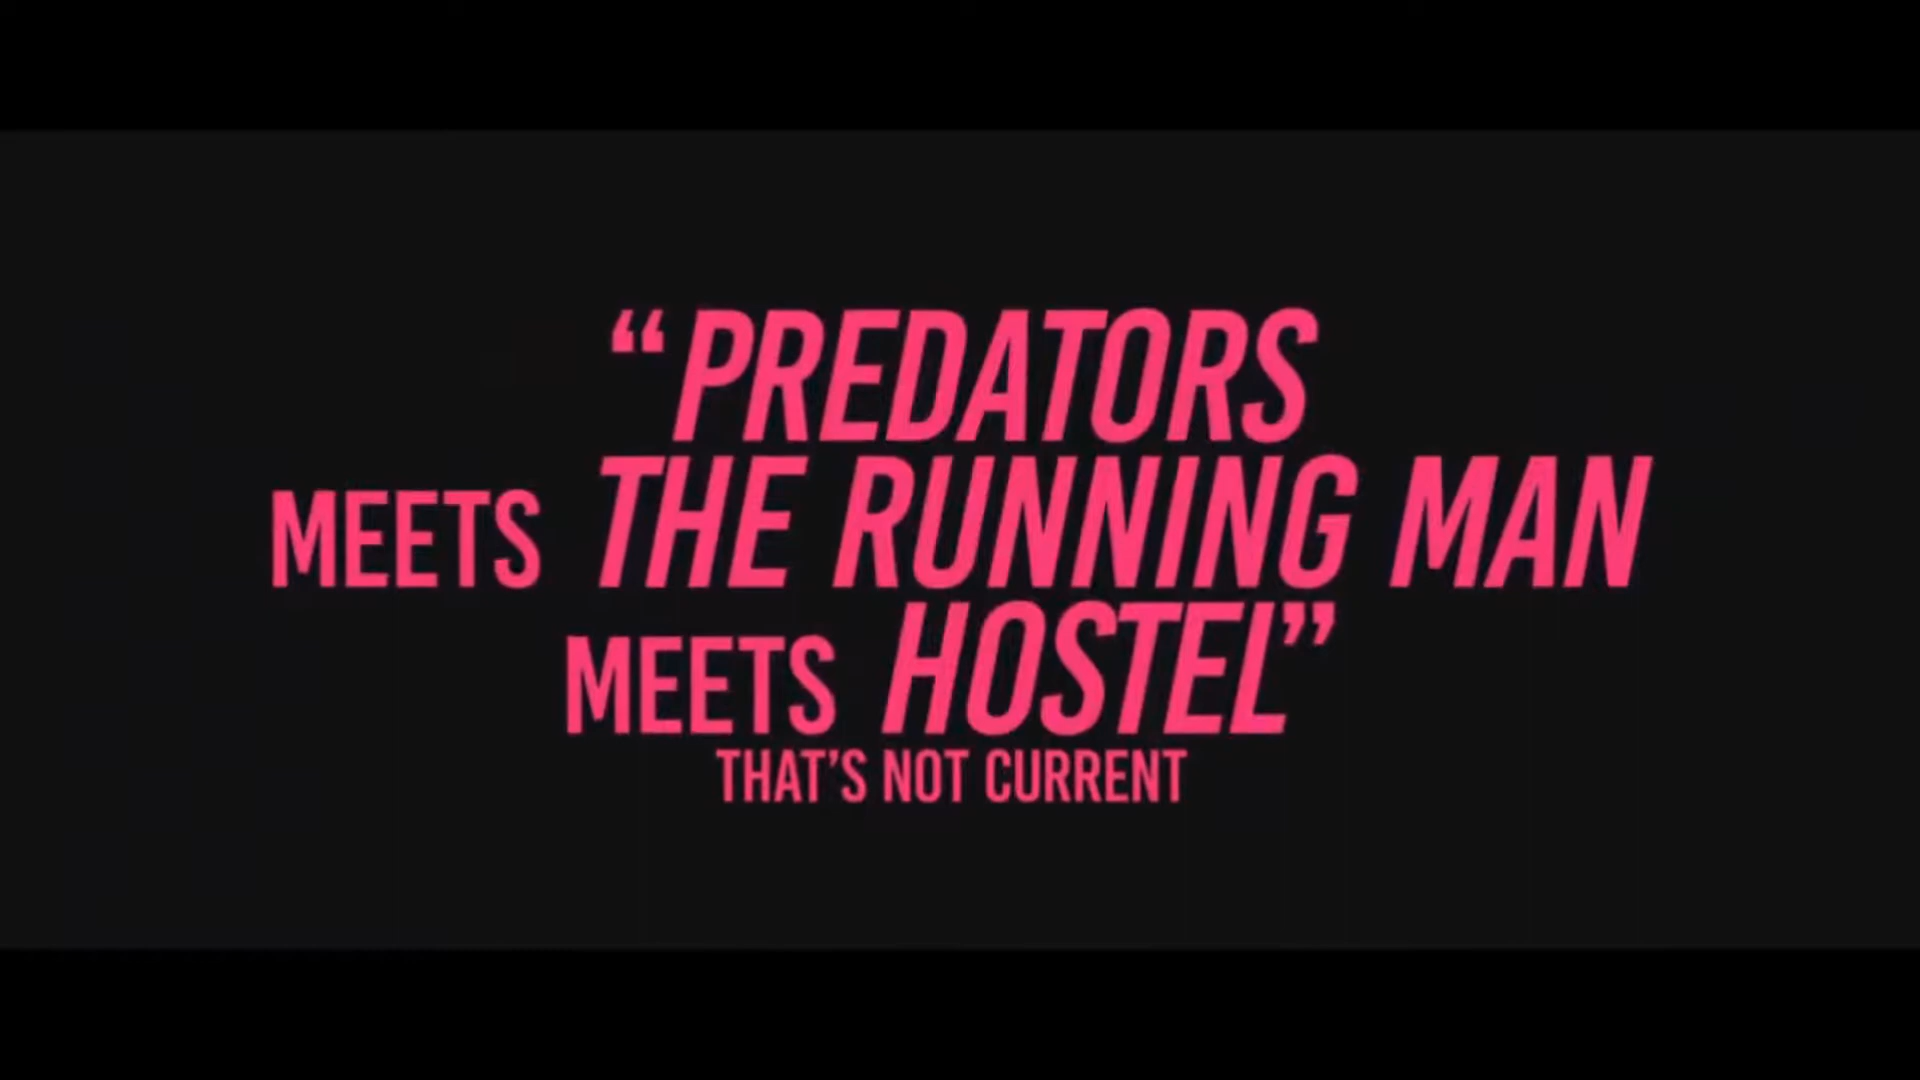 “PREDATORS
MEETS THE RUNNING MAN
MEETS HOSTEL”
THAT’S NOT CURRENT